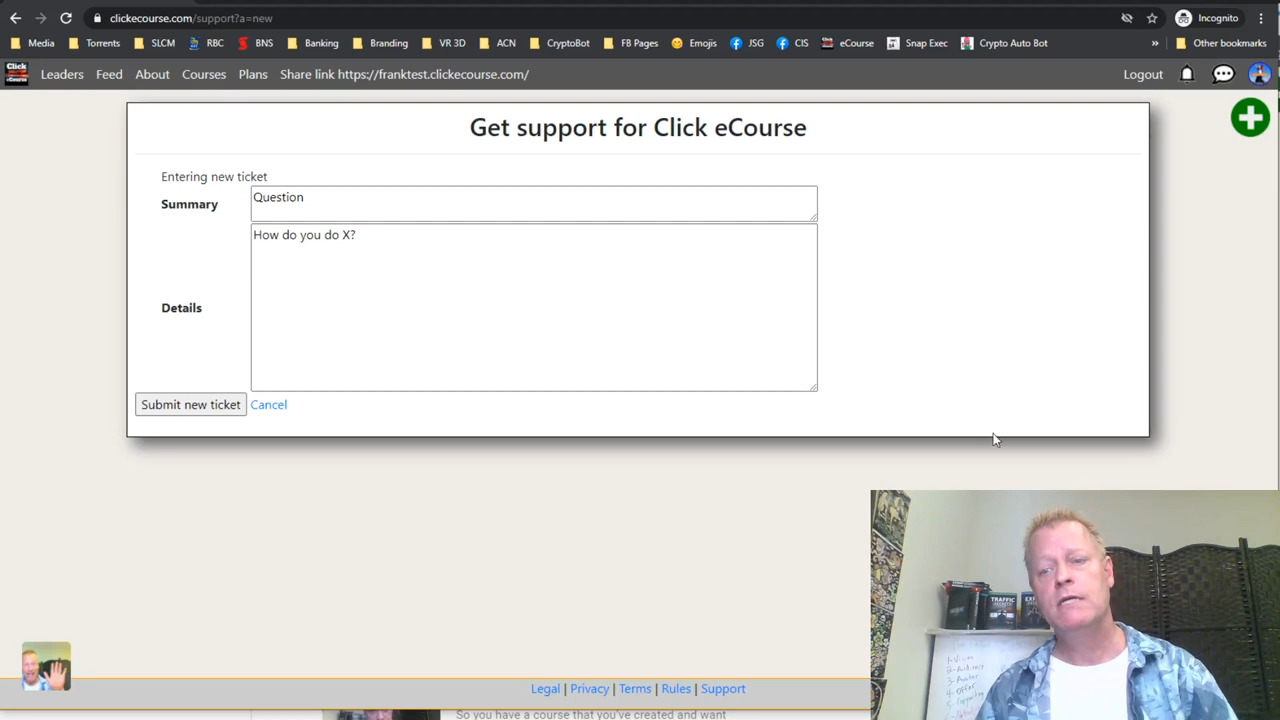 clickecourse.com/support?a=new
Incognito
Media Torrents SLCM RBC BNS Banking Branding VR 3D ACN CryptoBot FB Pages Emojis JSG CIS eCourse Snap Exec Crypto Auto Bot » Other bookmarks
Click eCourse Leaders Feed About Courses Plans Share link https://franktest.clickecourse.com/ Logout
Get support for Click eCourse
Entering new ticket
Summary Question
How do you do X?
Details
Submit new ticket Cancel
TRAFFIC
Legal | Privacy | Terms | Rules | Support
So you have a course that you've created and want